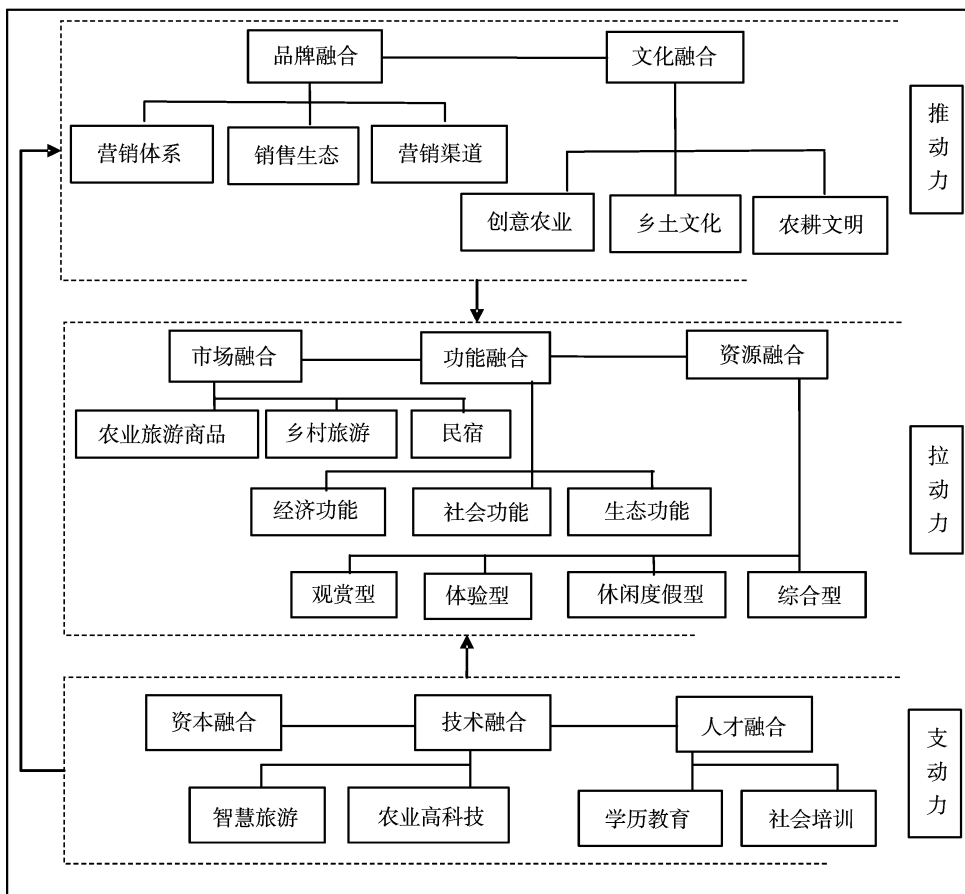 品牌融合
文化融合
营销体系
销售生态
营销渠道
创意农业
乡土文化
农耕文明
推动力
市场融合
功能融合
资源融合
农业旅游商品
乡村旅游
民宿
经济功能
社会功能
生态功能
观赏型
体验型
休闲度假型
综合型
拉动力
资本融合
技术融合
人才融合
智慧旅游
农业高科技
学历教育
社会培训
支动力